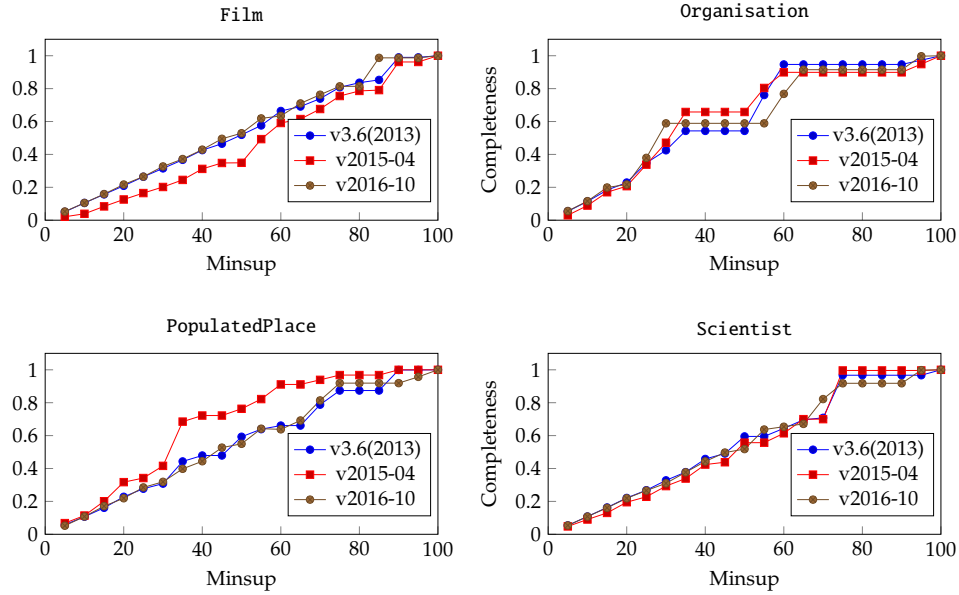 Film
1
0.8
0.6
0.4
0.2
0
0 20 40 60 80 100
Minsup
v3.6(2013)
v2015-04
v2016-10
Organisation
Completeness
1
0.8
0.6
0.4
0.2
0
0 20 40 60 80 100
Minsup
v3.6(2013)
v2015-04
v2016-10
PopulatedPlace
1
0.8
0.6
0.4
0.2
0
0 20 40 60 80 100
Minsup
v3.6(2013)
v2015-04
v2016-10
Scientist
Completeness
1
0.8
0.6
0.4
0.2
0
0 20 40 60 80 100
Minsup
v3.6(2013)
v2015-04
v2016-10